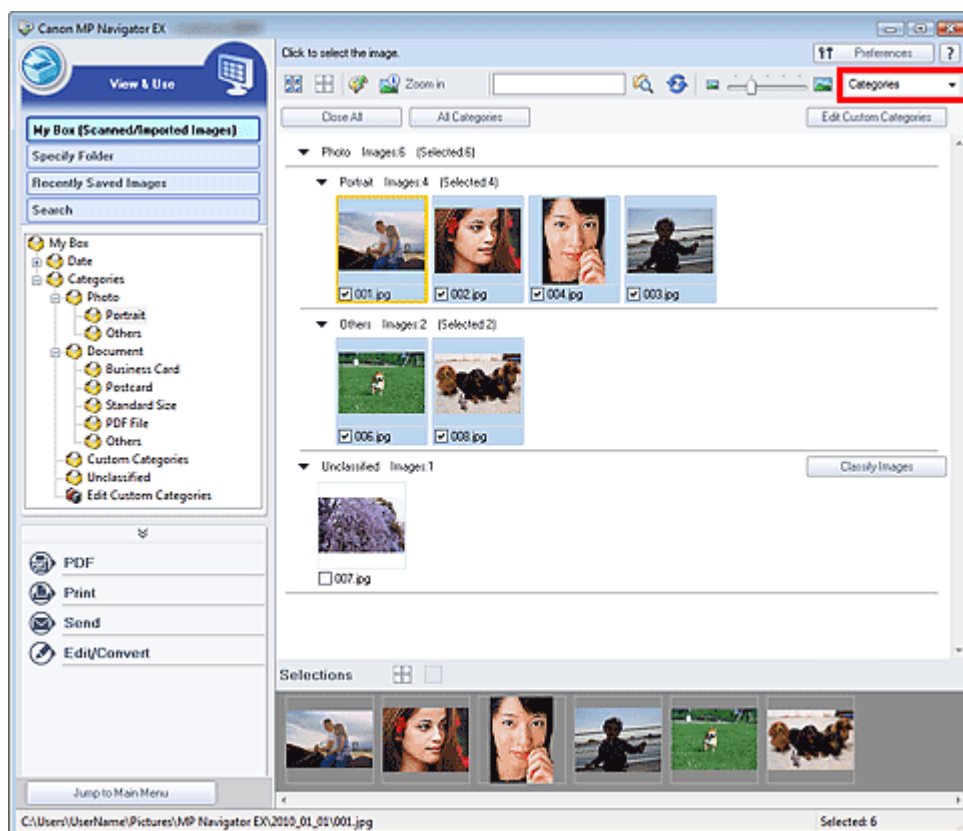 Canon MP Navigator EX
View & Use
My Box (Scanned/Imported Images)
Specify Folder
Recently Saved Images
Search
My Box
Date
Categories
Photo
Portrait
Others
Document
Business Card
Postcard
Standard Size
PDF File
Others
Custom Categories
Unclassified
Edit Custom Categories
PDF
Print
Send
Edit/Convert
Jump to Main Menu
Click to select the image.
Preferences
?
Zoom in
Categories
Close All
All Categories
Edit Custom Categories
Photo Images:6 (Selected:6)
Portrait Images:4 (Selected:4)
001.jpg
002.jpg
004.jpg
003.jpg
Others Images:2 (Selected:2)
006.jpg
008.jpg
Unclassified Images:1
Classify Images
007.jpg
Selections
C:\Users\UserName\Pictures\MP Navigator EX\2010_01_01\001.jpg
Selected: 6